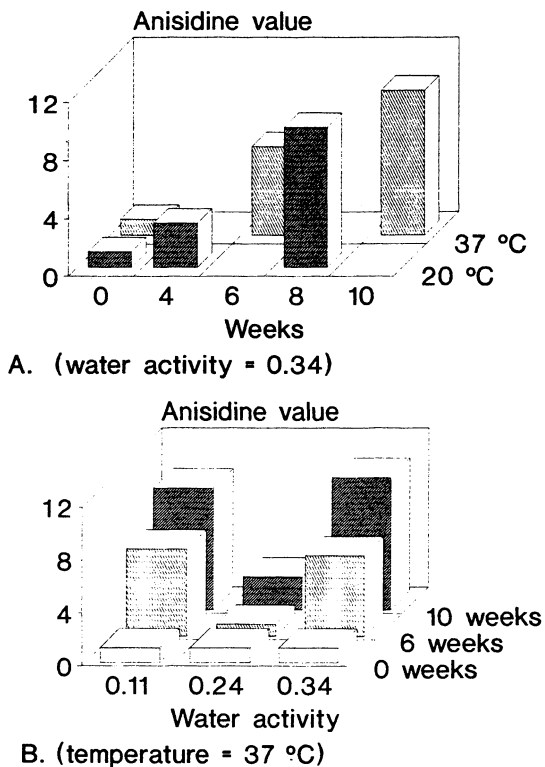 Anisidine value
12
8
4
0
0 4 6 8 10
37 °C
20 °C
Weeks
A. (water activity = 0.34)
Anisidine value
12
8
4
0
10 weeks
6 weeks
0 weeks
0.11 0.24 0.34
Water activity
B. (temperature = 37 °C)